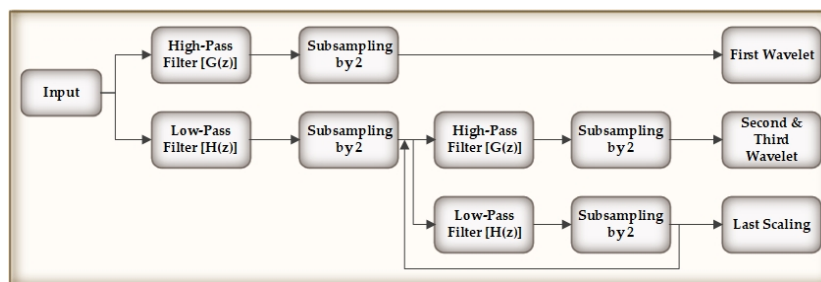 High-Pass
Filter [G(z)]
Subsampling
by 2
First Wavelet
Input
Low-Pass
Filter [H(z)]
Subsampling
by 2
High-Pass
Filter [G(z)]
Subsampling
by 2
Second &
Third
Wavelet
Low-Pass
Filter [H(z)]
Subsampling
by 2
Last Scaling